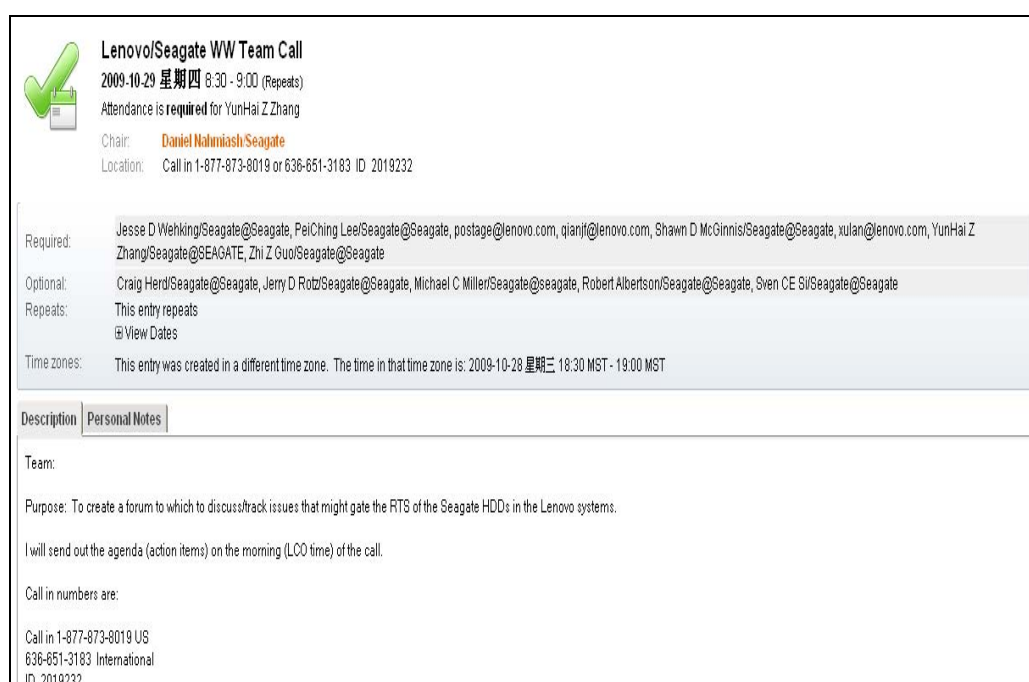 Lenovo/Seagate WW Team Call
2009-10-29 星期四 8:30 - 9:00 (Repeats)
Attendance is required for YunHai Z Zhang
Chair: Daniel Nahmiash/Seagate
Location: Call in 1-877-873-8019 or 636-651-3183 ID 2019232
Required: Jesse D Wehking/Seagate@Seagate, PeiChing Lee/Seagate@Seagate, postage@lenovo.com, qianjf@lenovo.com, Shawn D McGinnis/Seagate@Seagate, xulan@lenovo.com, YunHai Z
Zhang/Seagate@SEAGATE, Zhi Z Guo/Seagate@Seagate
Optional: Craig Herd/Seagate@Seagate, Jerry D Rotz/Seagate@Seagate, Michael C Miller/Seagate@seagate, Robert Albertson/Seagate@Seagate, Sven CE Si/Seagate@Seagate
Repeats: This entry repeats
View Dates
Time zones: This entry was created in a different time zone. The time in that time zone is: 2009-10-28 星期三 18:30 MST - 19:00 MST
Description Personal Notes
Team:
Purpose: To create a forum to which to discuss/track issues that might gate the RTS of the Seagate HDDs in the Lenovo systems.
I will send out the agenda (action items) on the morning (LCO time) of the call.
Call in numbers are:
Call in 1-877-873-8019 US
636-651-3183 International
ID 2019232